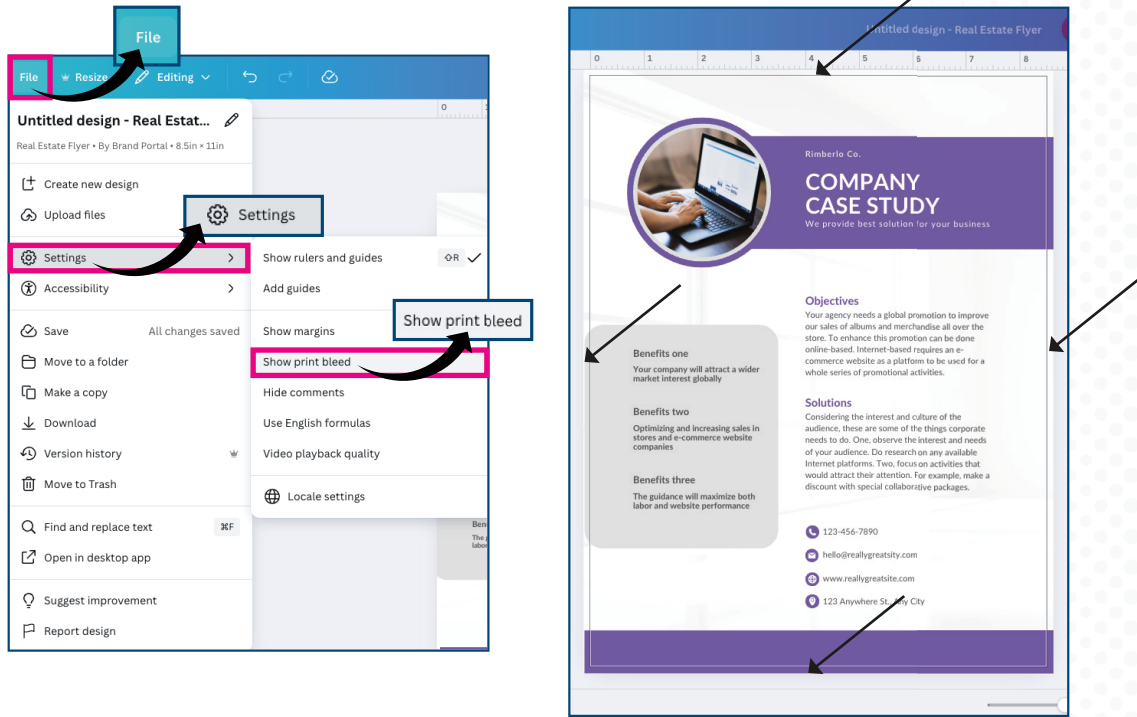 File
File
Resize
Editing
Untitled design - Real Estat...
Real Estate Flyer • By Brand Portal • 8.5in × 11in
Create new design
Upload files
Settings
Settings
Accessibility
Save All changes saved
Move to a folder
Make a copy
Download
Version history
Move to Trash
Find and replace text ⌘F
Open in desktop app
Suggest improvement
Report design
Show rulers and guides ⇧R
Add guides
Show margins
Show print bleed
Show print bleed
Hide comments
Use English formulas
Video playback quality
Locale settings
0
Untitled design - Real Estate Flyer
0 1 2 3 4 5 6 7 8
Rimberlo Co.
COMPANY
CASE STUDY
We provide best solution for your business
Objectives
Your agency needs a global promotion to improve
our sales of albums and merchandise all over the
store. To enhance this promotion can be done
online-based. Internet-based requires an e-
commerce website as a platform to be used for a
whole series of promotional activities.
Solutions
Considering the interest and culture of the
audience, these are some of the things corporate
needs to do. One, observe the interest and needs
of your audience. Do research on any available
Internet platforms. Two, focus on activities that
would attract their attention. For example, make a
discount with special collaborative packages.
Benefits one
Your company will attract a wider
market interest globally
Benefits two
Optimizing and increasing sales in
stores and e-commerce website
companies
Benefits three
The guidance will maximize both
labor and website performance
123-456-7890
hello@reallygreatsity.com
www.reallygreatsite.com
123 Anywhere St., Any City